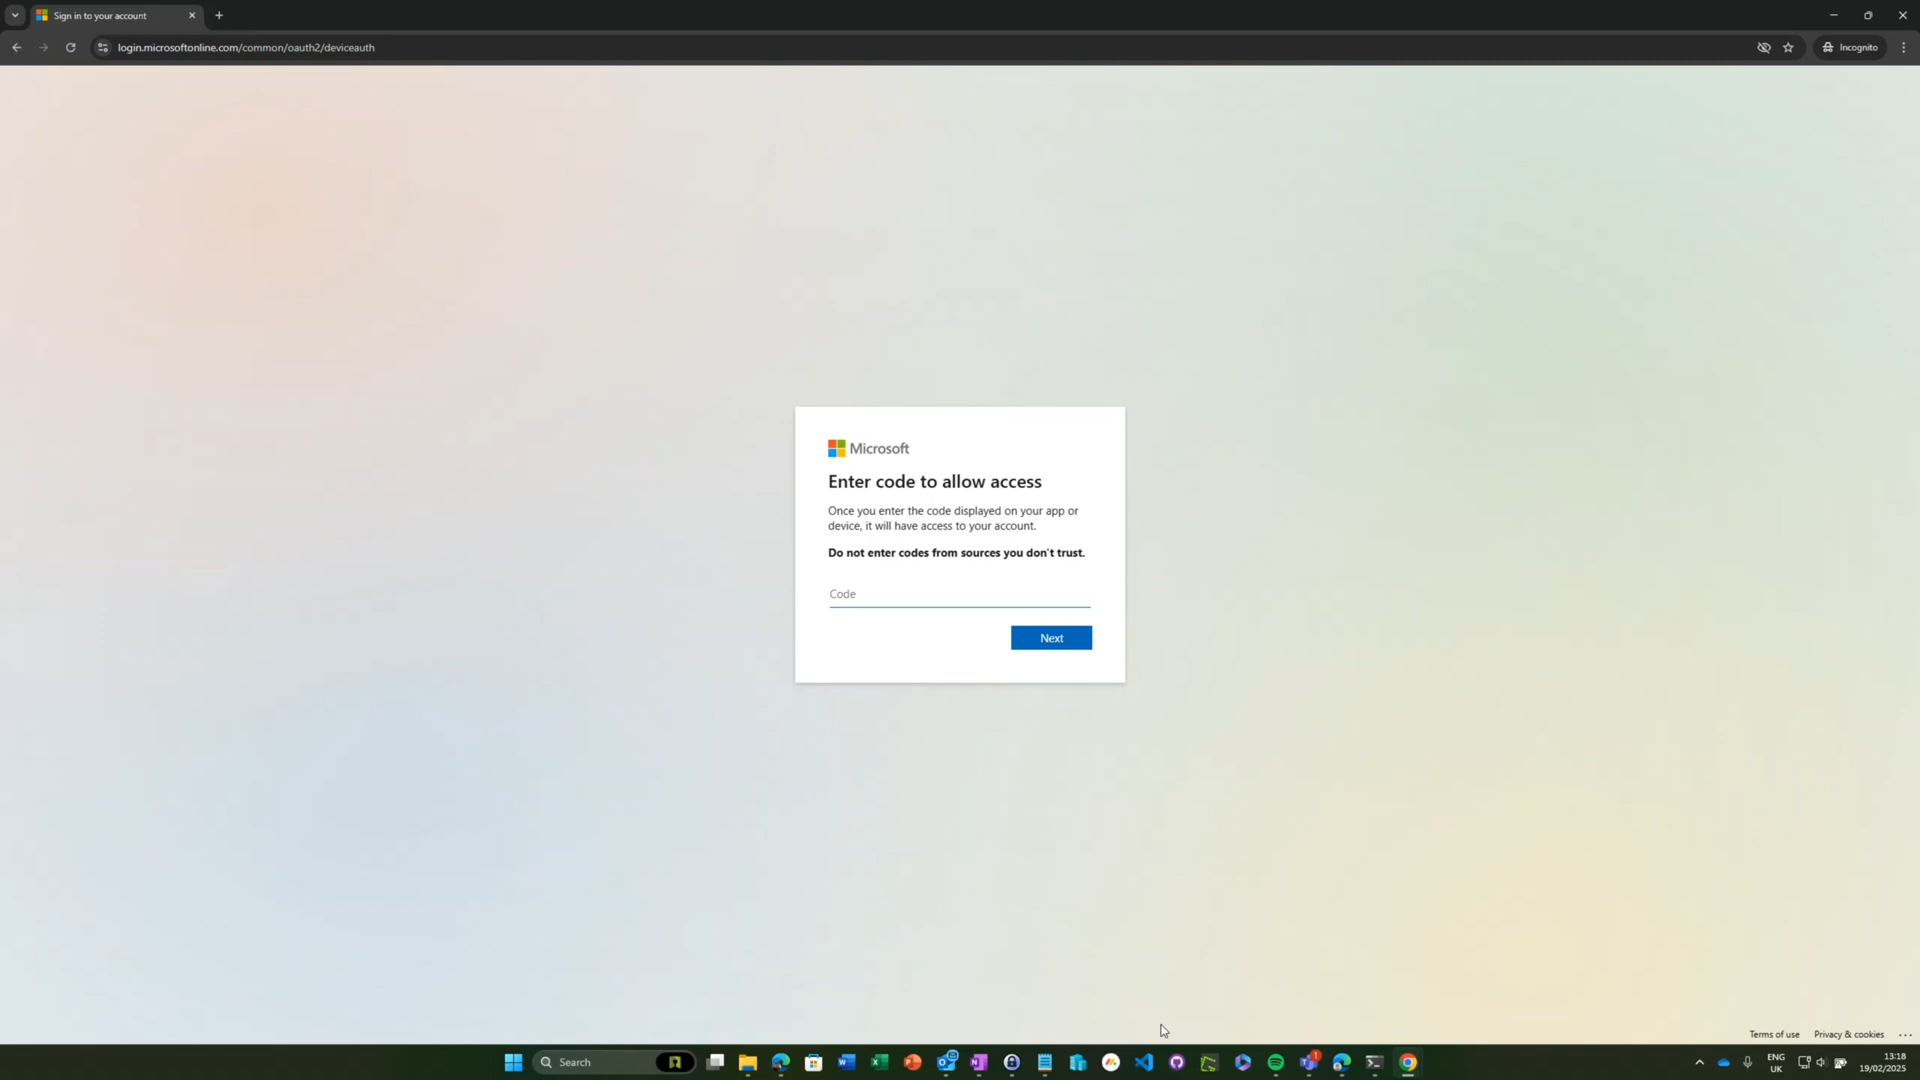 Sign in to your account
login.microsoftonline.com/common/oauth2/deviceauth
Incognito
Microsoft
Enter code to allow access
Once you enter the code displayed on your app or
device, it will have access to your account.
Do not enter codes from sources you don't trust.
Code
Next
Terms of use
Privacy & cookies
Search
ENG
UK
13:18
19/02/2025